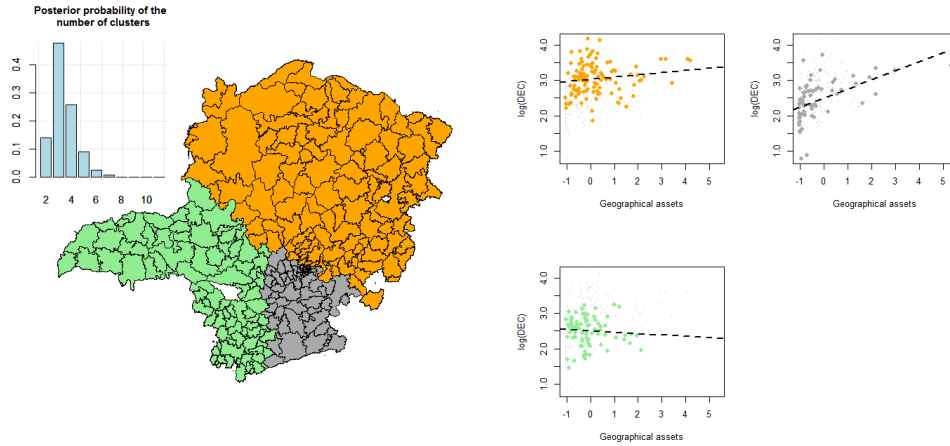 Posterior probability of the
number of clusters
0.4
0.3
0.2
0.1
0.0
2 4 6 8 10
log(DEC)
4.0
3.0
2.0
1.0
-1 0 1 2 3 4 5
Geographical assets
log(DEC)
4.0
3.0
2.0
1.0
-1 0 1 2 3 4 5
Geographical assets
log(DEC)
4.0
3.0
2.0
1.0
-1 0 1 2 3 4 5
Geographical assets